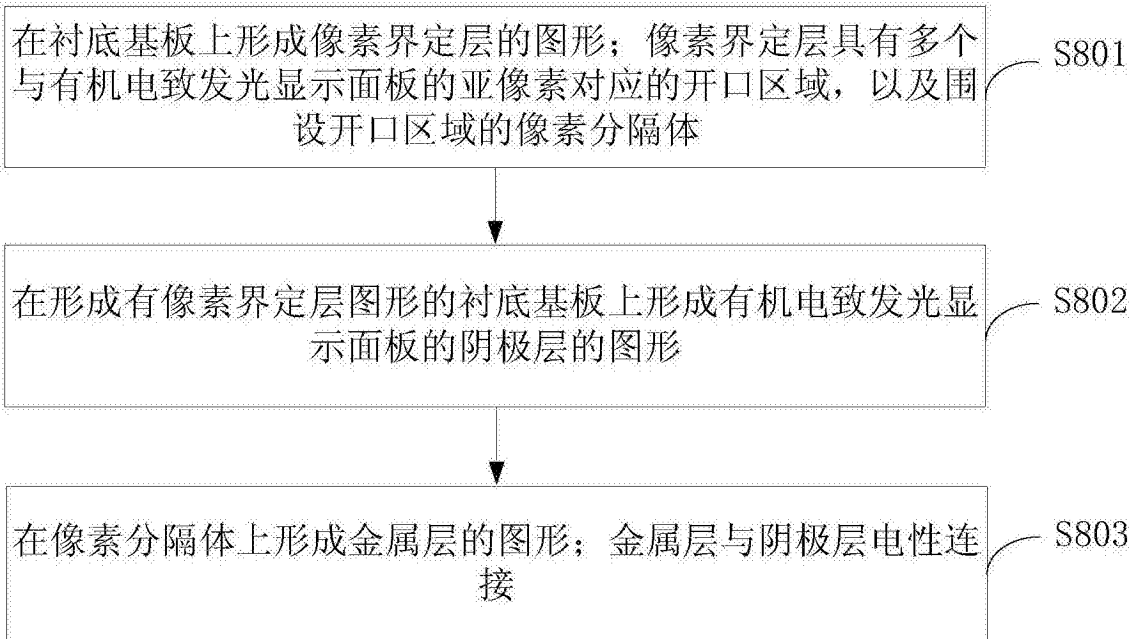 在衬底基板上形成像素界定层的图形；像素界定层具有多个
与有机电致发光显示面板的亚像素对应的开口区域，以及围
设开口区域的像素分隔体
S801
在形成有像素界定层图形的衬底基板上形成有机电致发光显
示面板的阴极层的图形
S802
在像素分隔体上形成金属层的图形；金属层与阴极层电性连
接
S803